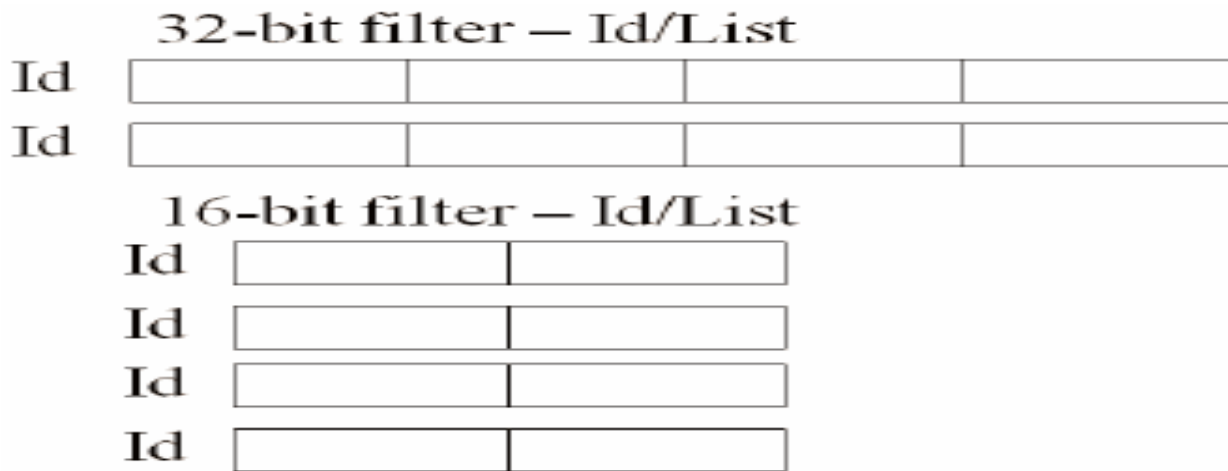 32-bit filter – Id/List
Id
Id
16-bit filter – Id/List
Id
Id
Id
Id